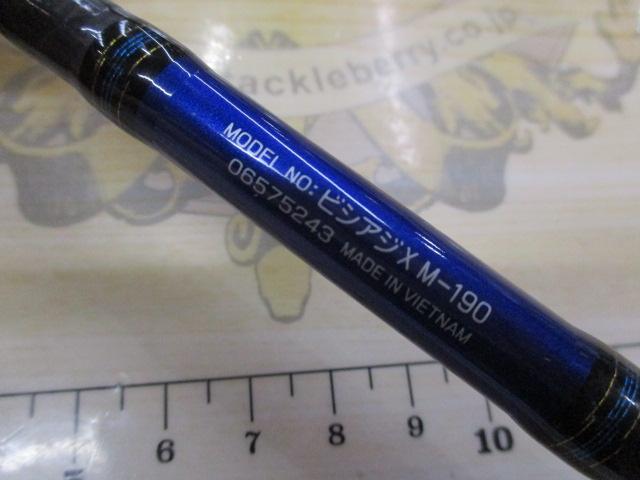 tackleberry.co.jp
MODEL NO: ビシアジX M-190
06575243 MADE IN VIETNAM
5 6 7 8 9 10